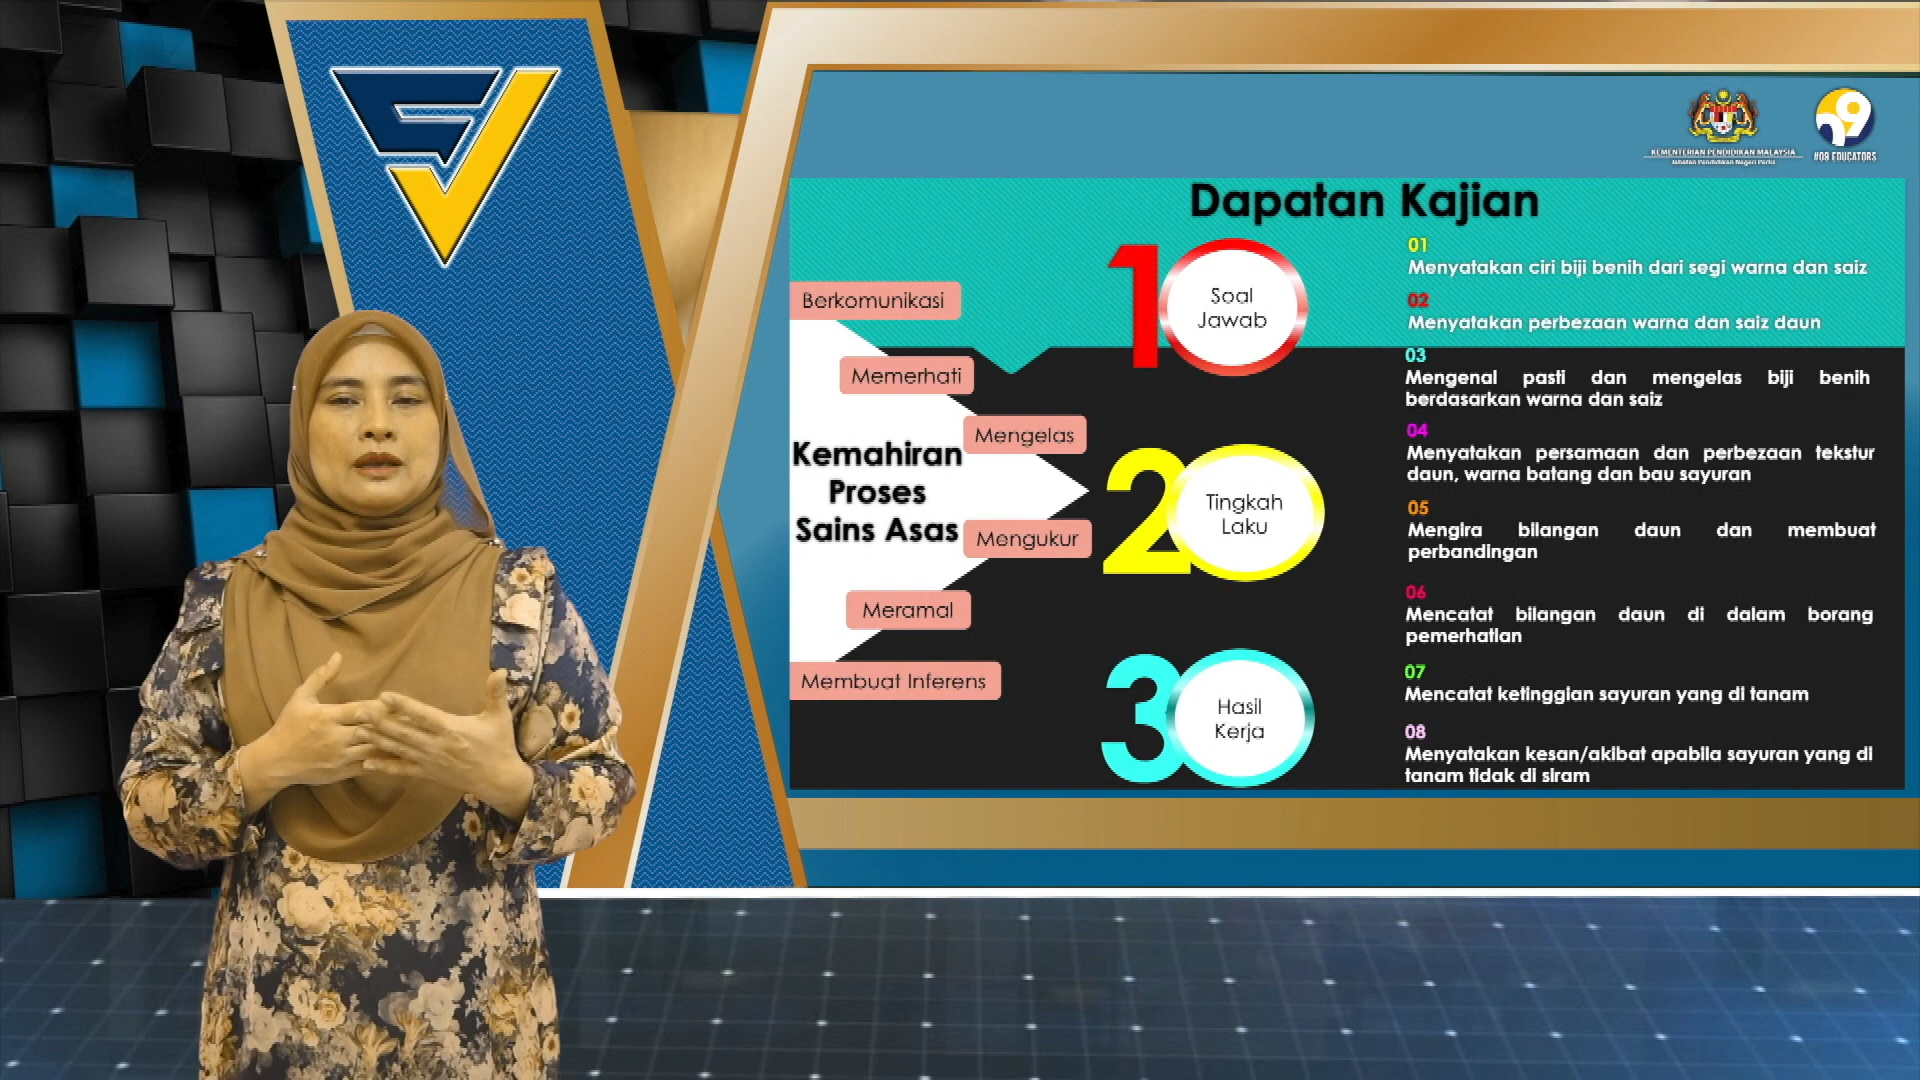 KEMENTERIAN PENDIDIKAN MALAYSIA
Jabatan Pendidikan Negeri Perlis
#09 EDUCATORS
Dapatan Kajian
Berkomunikasi
Memerhati
Mengelas
Kemahiran
Proses
Sains Asas
Mengukur
Meramal
Membuat Inferens
1
Soal
Jawab
2
Tingkah
Laku
3
Hasil
Kerja
01
Menyatakan ciri biji benih dari segi warna dan saiz
02
Menyatakan perbezaan warna dan saiz daun
03
Mengenal pasti dan mengelas biji benih
berdasarkan warna dan saiz
04
Menyatakan persamaan dan perbezaan tekstur
daun, warna batang dan bau sayuran
05
Mengira bilangan daun dan membuat
perbandingan
06
Mencatat bilangan daun di dalam borang
pemerhatian
07
Mencatat ketinggian sayuran yang di tanam
08
Menyatakan kesan/akibat apabila sayuran yang di
tanam tidak di siram